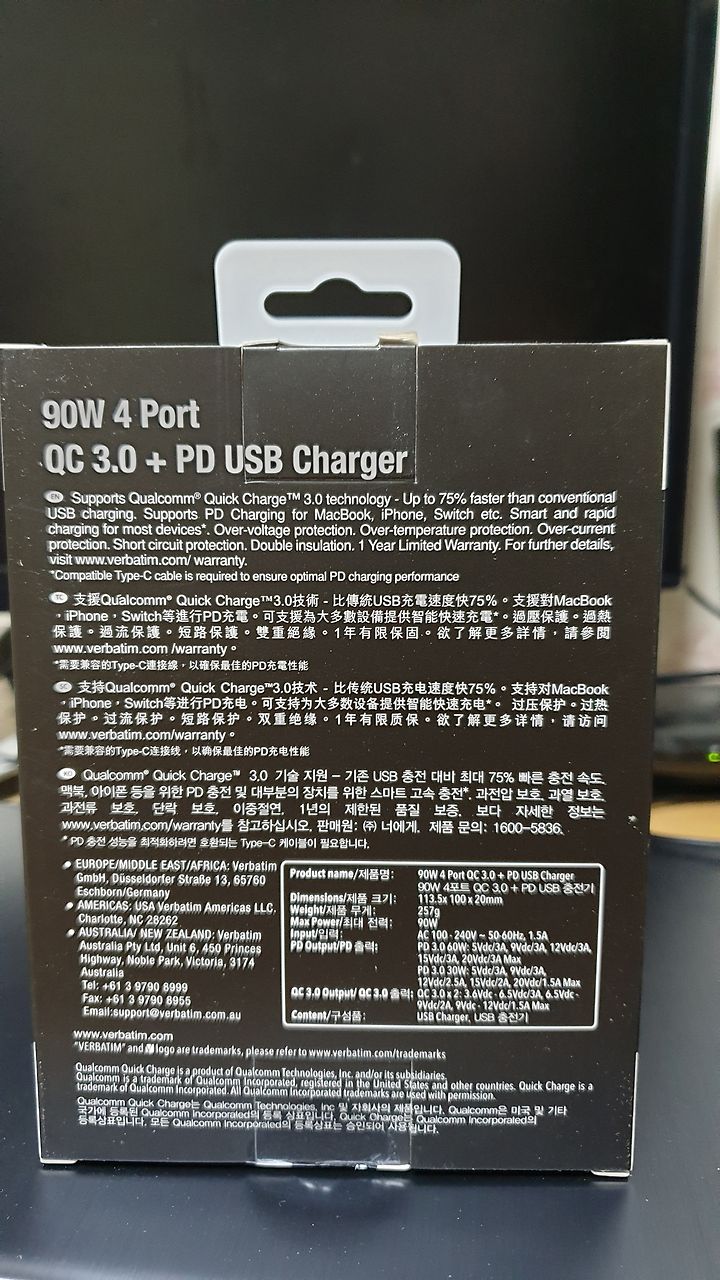 90W 4 Port
QC 3.0 + PD USB Charger
EN Supports Qualcomm® Quick Charge™ 3.0 technology - Up to 75% faster than conventional
USB charging. Supports PD Charging for MacBook, iPhone, Switch etc. Smart and rapid
charging for most devices*. Over-voltage protection. Over-temperature protection. Over-current
protection. Short circuit protection. Double insulation. 1 Year Limited Warranty. For further details,
visit www.verbatim.com/ warranty.
*Compatible Type-C cable is required to ensure optimal PD charging performance
TC 支援Qualcomm® Quick Charge™3.0技術 - 比傳統USB充電速度快75%。支援對MacBook
，iPhone，Switch等進行PD充電。可支援為大多數設備提供智能快速充電*。過壓保護。過熱
保護。過流保護。短路保護。雙重絕緣。1年有限保固。欲了解更多詳情，請參閱
www.verbatim.com /warranty。
*需要兼容的Type-C連接線，以確保最佳的PD充電性能
SC 支持Qualcomm® Quick Charge™3.0技术 - 比传统USB充电速度快75%。支持对MacBook
，iPhone，Switch等进行PD充电。可支持为大多数设备提供智能快速充电*。 过压保护。过热
保护。过流保护。短路保护。双重绝缘。1年有限质保。欲了解更多详情，请访问
www.verbatim.com/warranty。
*需要兼容的Type-C连接线，以确保最佳的PD充电性能
KO Qualcomm® Quick Charge™ 3.0 기술 지원 – 기존 USB 충전 대비 최대 75% 빠른 충전 속도.
맥북, 아이폰 등을 위한 PD 충전 및 대부분의 장치를 위한 스마트 고속 충전*. 과전압 보호, 과열 보호
과전류 보호, 단락 보호, 이중절연, 1년의 제한된 품질 보증. 보다 자세한 정보는
www.verbatim.com/warranty를 참고하십시오. 판매원: ㈜ 너에게. 제품 문의: 1600-5836.
* PD 충전 성능을 최적화하려면 호환되는 Type-C 케이블이 필요합니다.
EUROPE/MIDDLE EAST/AFRICA: Verbatim
GmbH, Düsseldorfer Straße 13, 65760
Eschborn/Germany
AMERICAS: USA Verbatim Americas LLC.
Charlotte, NC 28262
AUSTRALIA/ NEW ZEALAND: Verbatim
Australia Pty Ltd, Unit 6, 450 Princes
Highway, Noble Park, Victoria, 3174
Australia
Tel: +61 3 9790 8999
Fax: +61 3 9790 8955
Email:support@verbatim.com.au
Product name/제품명: 90W 4 Port QC 3.0 + PD USB Charger
90W 4포트 QC 3.0 + PD USB 충전기
Dimensions/제품 크기: 113.5x 100 x 20mm
Weight/제품 무게: 257g
Max Power/최대 전력: 90W
Input/입력: AC 100 - 240V ~ 50-60Hz, 1.5A
PD Output/PD 출력: PD 3.0 60W: 5Vdc/3A, 9Vdc/3A, 12Vdc/3A,
15Vdc/3A, 20Vdc/3A Max
PD 3.0 30W: 5Vdc/3A, 9Vdc/3A,
12Vdc/2.5A, 15Vdc/2A, 20Vdc/1.5A Max
QC 3.0 Output/ QC 3.0 출력: QC 3.0 x 2: 3.6Vdc - 6.5Vdc/3A, 6.5Vdc -
9Vdc/2A, 9Vdc - 12Vdc/1.5A Max
Content/구성품: USB Charger, USB 충전기
www.verbatim.com
"VERBATIM" and logo are trademarks, please refer to www.verbatim.com/trademarks
Qualcomm Quick Charge is a product of Qualcomm Technologies, Inc. and/or its subsidiaries.
Qualcomm is a trademark of Qualcomm Incorporated, registered in the United States and other countries. Quick Charge is a
trademark of Qualcomm Incorporated. All Qualcomm Incorporated trademarks are used with permission.
Qualcomm Quick Charge는 Qualcomm Technologies, Inc 및 자회사의 제품입니다. Qualcomm은 미국 및 기타
국가에 등록된 Qualcomm Incorporated의 등록 상표입니다. Quick Charge는 Qualcomm Incorporated의
등록상표입니다. 모든 Qualcomm Incorporated의 등록상표는 승인되어 사용됩니다.